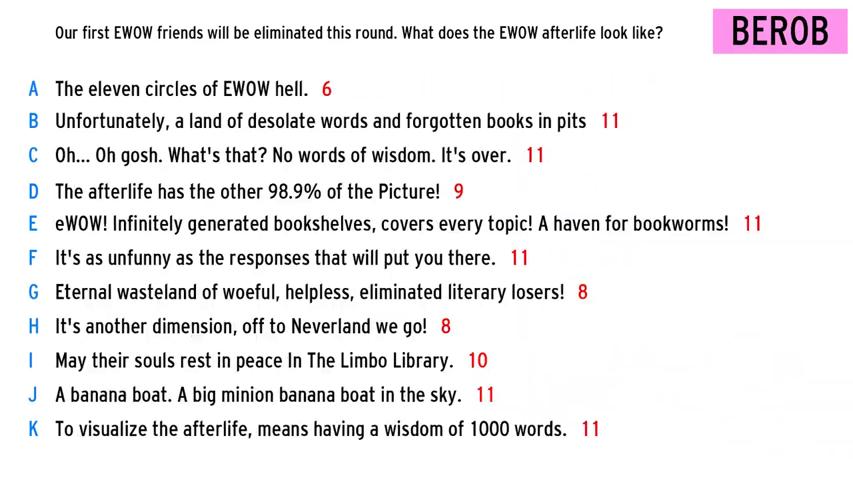 Our first EWOW friends will be eliminated this round. What does the EWOW afterlife look like?
BEROB
A The eleven circles of EWOW hell. 6
B Unfortunately, a land of desolate words and forgotten books in pits 11
C Oh... Oh gosh. What's that? No words of wisdom. It's over. 11
D The afterlife has the other 98.9% of the Picture! 9
E eWOW! Infinitely generated bookshelves, covers every topic! A haven for bookworms! 11
F It's as unfunny as the responses that will put you there. 11
G Eternal wasteland of woeful, helpless, eliminated literary losers! 8
H It's another dimension, off to Neverland we go! 8
I May their souls rest in peace In The Limbo Library. 10
J A banana boat. A big minion banana boat in the sky. 11
K To visualize the afterlife, means having a wisdom of 1000 words. 11